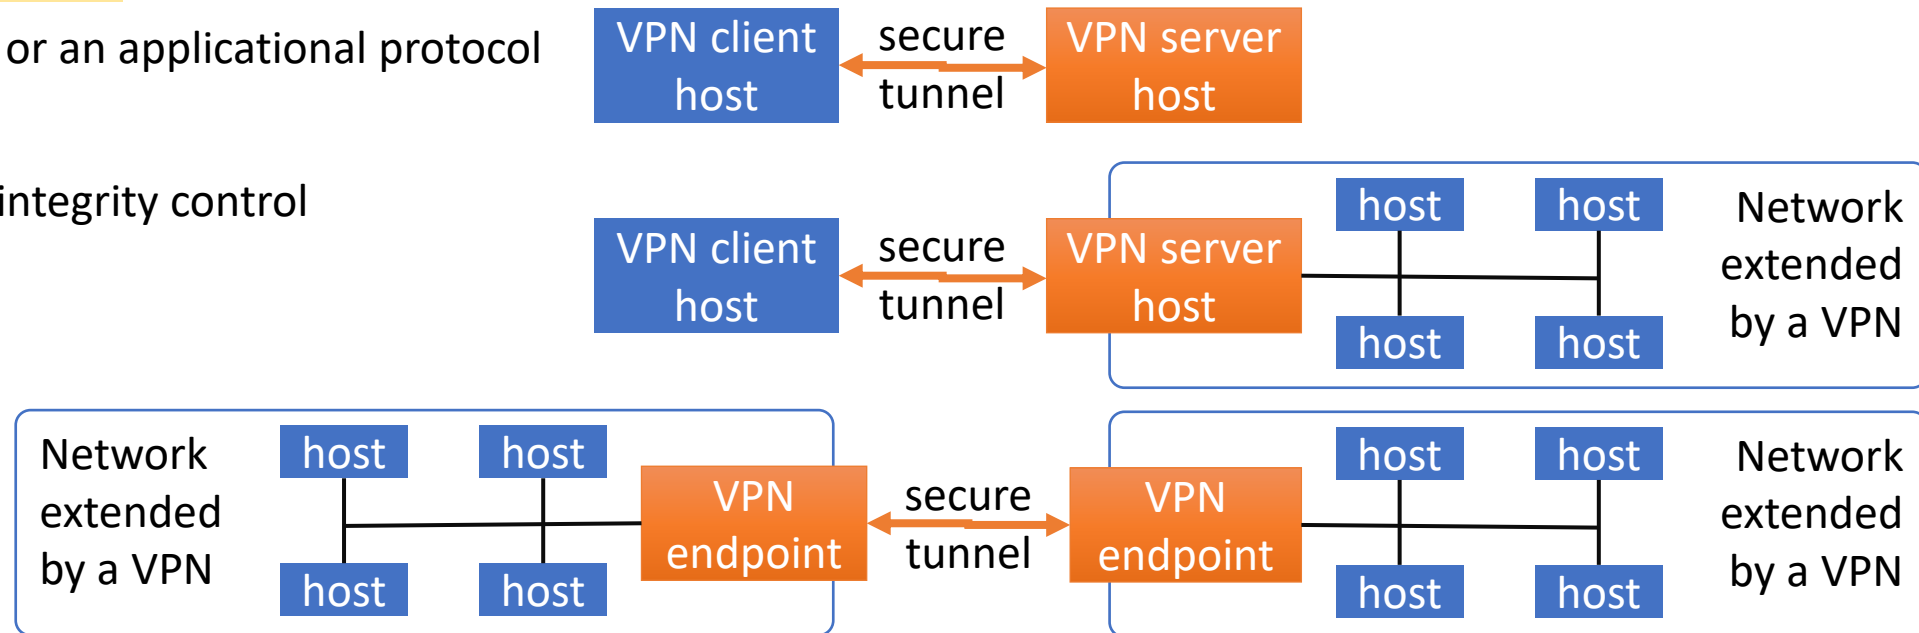 or an applicational protocol
VPN client
host
secure
tunnel
VPN server
host
integrity control
VPN client
host
secure
tunnel
VPN server
host
host
host
host
host
Network
extended
by a VPN
Network
extended
by a VPN
host
host
host
host
VPN
endpoint
secure
tunnel
VPN
endpoint
host
host
host
host
Network
extended
by a VPN